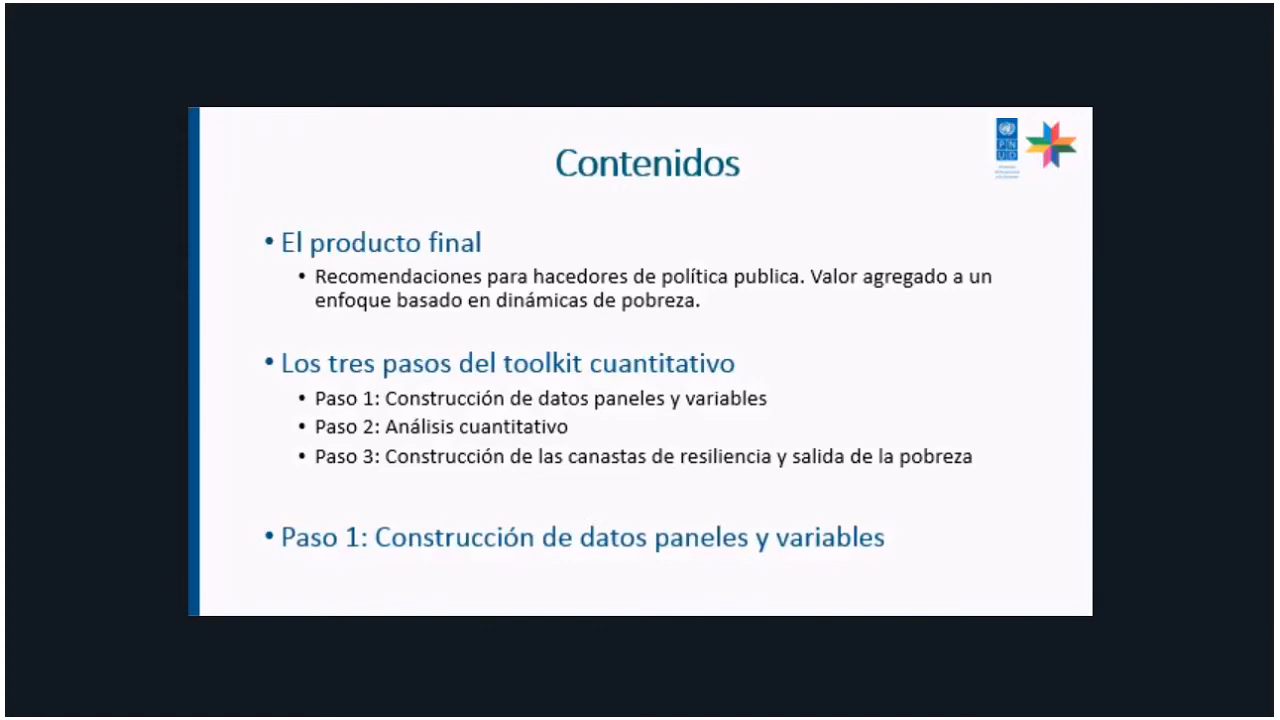 Contenidos
PN
UD
• El producto final
• Recomendaciones para hacedores de política publica. Valor agregado a un
enfoque basado en dinámicas de pobreza.
• Los tres pasos del toolkit cuantitativo
• Paso 1: Construcción de datos paneles y variables
• Paso 2: Análisis cuantitativo
• Paso 3: Construcción de las canastas de resiliencia y salida de la pobreza
• Paso 1: Construcción de datos paneles y variables